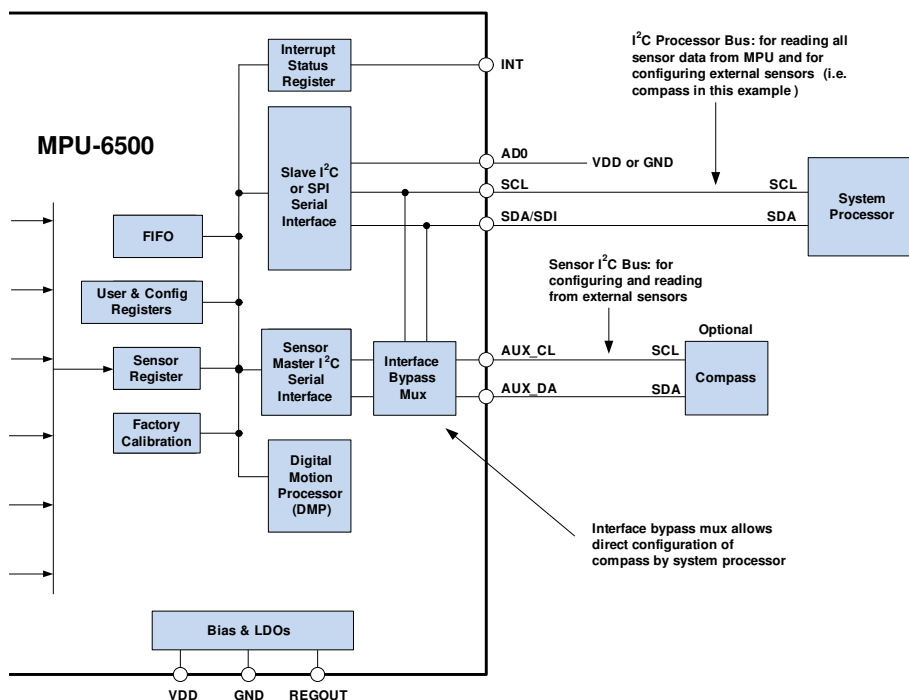 Interrupt
Status
Register
INT
I²C Processor Bus: for reading all
sensor data from MPU and for
configuring external sensors (i.e.
compass in this example )
MPU-6500
Slave I²C
or SPI
Serial
Interface
AD0
VDD or GND
SCL
SCL
SDA/SDI
SDA
System
Processor
FIFO
User & Config
Registers
Sensor I²C Bus: for
configuring and reading
from external sensors
Sensor
Register
Sensor
Master I²C
Serial
Interface
Interface
Bypass
Mux
AUX_CL
SCL
AUX_DA
SDA
Optional
Compass
Factory
Calibration
Digital
Motion
Processor
(DMP)
Interface bypass mux allows
direct configuration of
compass by system processor
Bias & LDOs
VDD
GND
REGOUT